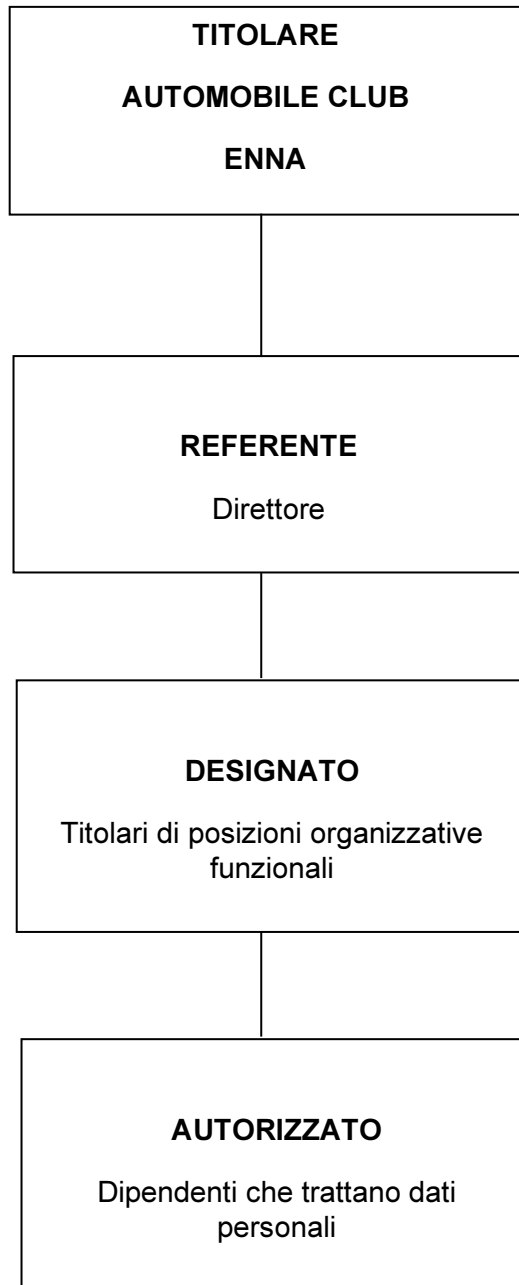 TITOLARE
AUTOMOBILE CLUB
ENNA
REFERENTE
Direttore
DESIGNATO
Titolari di posizioni organizzative
funzionali
AUTORIZZATO
Dipendenti che trattano dati
personali